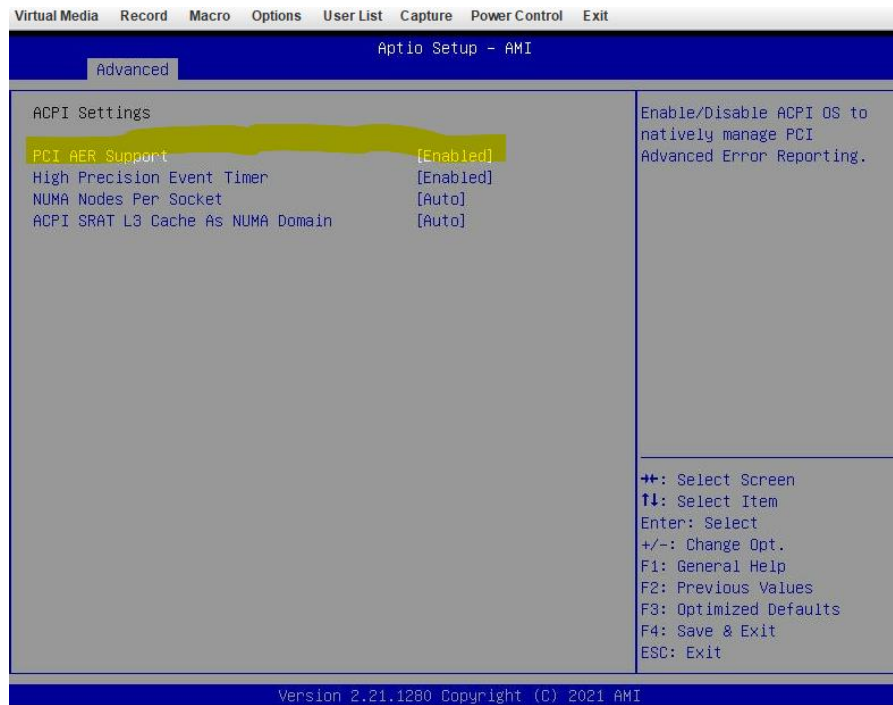 Virtual Media Record Macro Options User List Capture Power Control Exit
Aptio Setup - AMI
Advanced
ACPI Settings
PCI AER Support [Enabled]
High Precision Event Timer [Enabled]
NUMA Nodes Per Socket [Auto]
ACPI SRAT L3 Cache As NUMA Domain [Auto]
Enable/Disable ACPI OS to
natively manage PCI
Advanced Error Reporting.
→←: Select Screen
↑↓: Select Item
Enter: Select
+/-: Change Opt.
F1: General Help
F2: Previous Values
F3: Optimized Defaults
F4: Save & Exit
ESC: Exit
Version 2.21.1280 Copyright (C) 2021 AMI